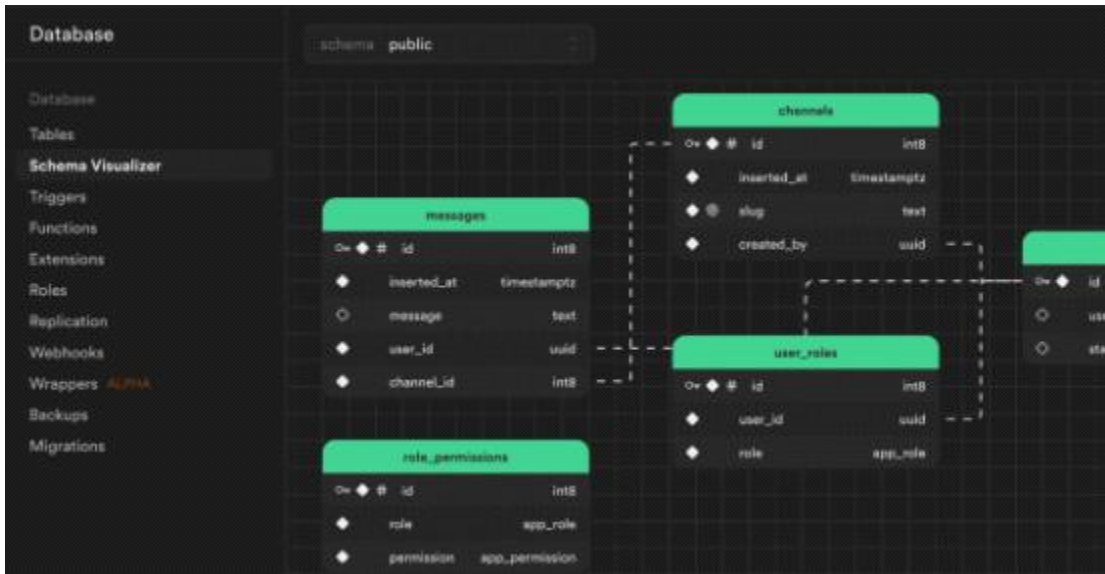 Database
schema public
Database
Tables
Schema Visualizer
Triggers
Functions
Extensions
Roles
Replication
Webhooks
Wrappers ALPHA
Backups
Migrations
messages
# id int8
inserted_at timestamptz
message text
user_id uuid
channel_id int8
role_permissions
# id int8
role app_role
permission app_permission
channels
# id int8
inserted_at timestamptz
slug text
created_by uuid
user_roles
# id int8
user_id uuid
role app_role
id
use
sta